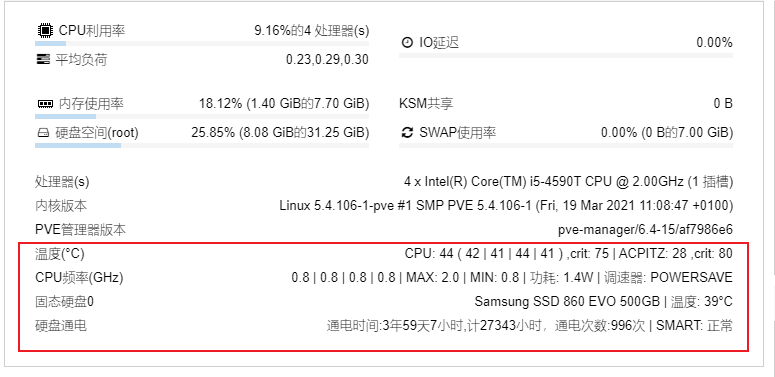 CPU利用率 9.16%的4 处理器(s)
IO延迟 0.00%
平均负荷 0.23,0.29,0.30
内存使用率 18.12% (1.40 GiB的7.70 GiB)
KSM共享 0 B
硬盘空间(root) 25.85% (8.08 GiB的31.25 GiB)
SWAP使用率 0.00% (0 B的7.00 GiB)
处理器(s) 4 x Intel(R) Core(TM) i5-4590T CPU @ 2.00GHz (1 插槽)
内核版本 Linux 5.4.106-1-pve #1 SMP PVE 5.4.106-1 (Fri, 19 Mar 2021 11:08:47 +0100)
PVE管理器版本 pve-manager/6.4-15/af7986e6
温度(°C) CPU: 44 ( 42 | 41 | 44 | 41 ) ,crit: 75 | ACPITZ: 28 ,crit: 80
CPU频率(GHz) 0.8 | 0.8 | 0.8 | 0.8 | MAX: 2.0 | MIN: 0.8 | 功耗: 1.4W | 调速器: POWERSAVE
固态硬盘0 Samsung SSD 860 EVO 500GB | 温度: 39°C
硬盘通电 通电时间:3年59天7小时,计27343小时，通电次数:996次 | SMART: 正常